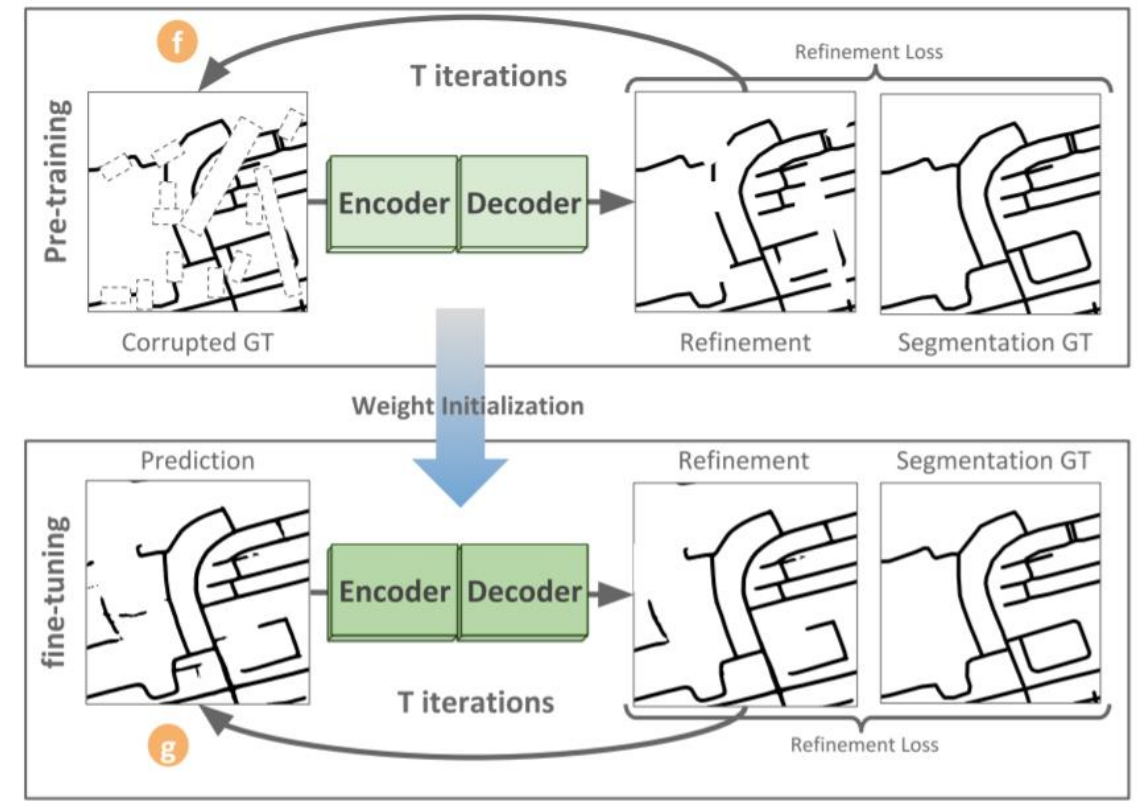 f
T iterations
Refinement Loss
Pre-training
Encoder
Decoder
Corrupted GT
Refinement
Segmentation GT
Weight Initialization
Prediction
Refinement
Segmentation GT
fine-tuning
Encoder
Decoder
T iterations
g
Refinement Loss